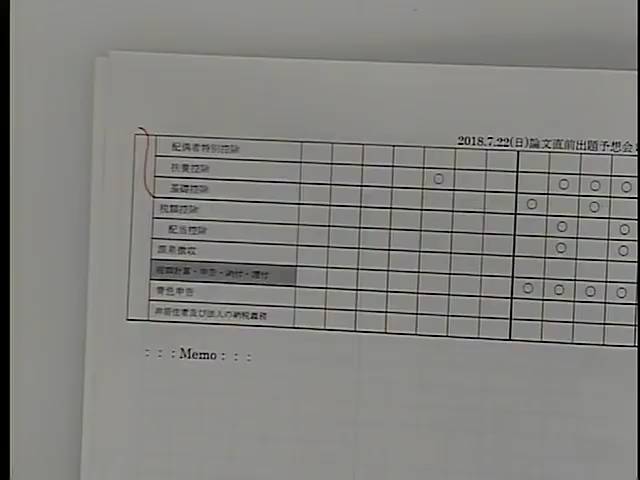 2018.7.22(日)論文直前出題予想会
配偶者特別控除
扶養控除 ○ ○ ○ ○
基礎控除 ○ ○
税額控除 ○ ○
配当控除 ○ ○
源泉徴収
税額計算・申告・納付・還付 ○ ○ ○ ○
青色申告
非居住者及び法人の納税義務
：：：Memo：：：